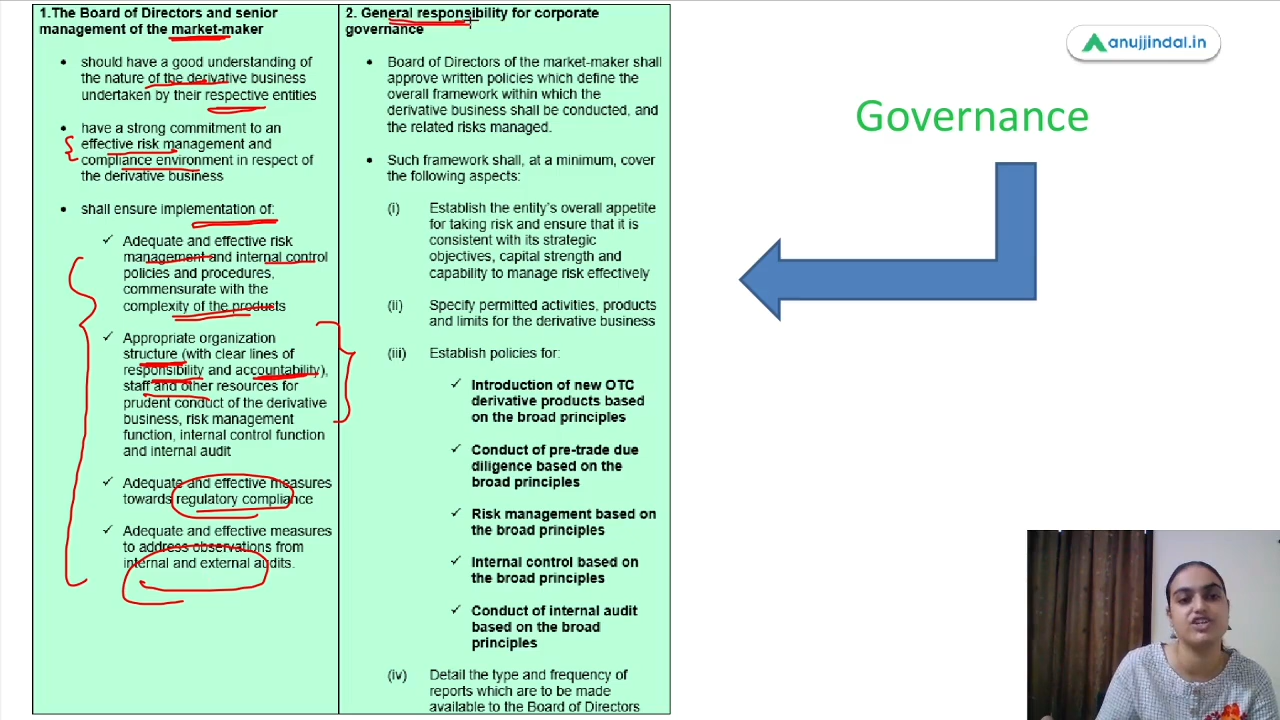 1.The Board of Directors and senior
management of the market-maker
should have a good understanding of
the nature of the derivative business
undertaken by their respective entities
have a strong commitment to an
effective risk management and
compliance environment in respect of
the derivative business
shall ensure implementation of:
Adequate and effective risk
management and internal control
policies and procedures,
commensurate with the
complexity of the products
Appropriate organization
structure (with clear lines of
responsibility and accountability),
staff and other resources for
prudent conduct of the derivative
business, risk management
function, internal control function
and internal audit
Adequate and effective measures
towards regulatory compliance
Adequate and effective measures
to address observations from
internal and external audits.
2. General responsibility for corporate
governance
Board of Directors of the market-maker shall
approve written policies which define the
overall framework within which the
derivative business shall be conducted, and
the related risks managed.
Such framework shall, at a minimum, cover
the following aspects:
(i) Establish the entity's overall appetite
for taking risk and ensure that it is
consistent with its strategic
objectives, capital strength and
capability to manage risk effectively
(ii) Specify permitted activities, products
and limits for the derivative business
(iii) Establish policies for:
Introduction of new OTC
derivative products based
on the broad principles
Conduct of pre-trade due
diligence based on the
broad principles
Risk management based on
the broad principles
Internal control based on
the broad principles
Conduct of internal audit
based on the broad
principles
(iv) Detail the type and frequency of
reports which are to be made
available to the Board of Directors
anujjindal.in
Governance